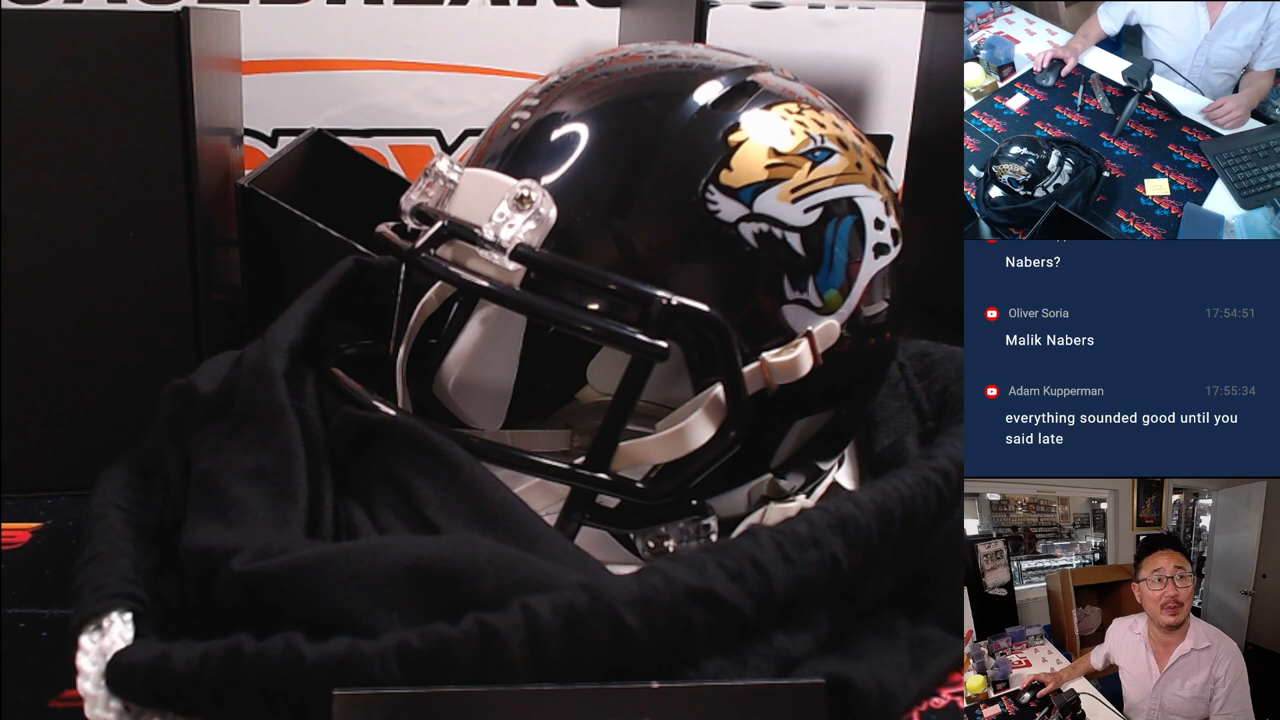 Nabers?
Oliver Soria
17:54:51
Malik Nabers
Adam Kupperman
17:55:34
everything sounded good until you
said late